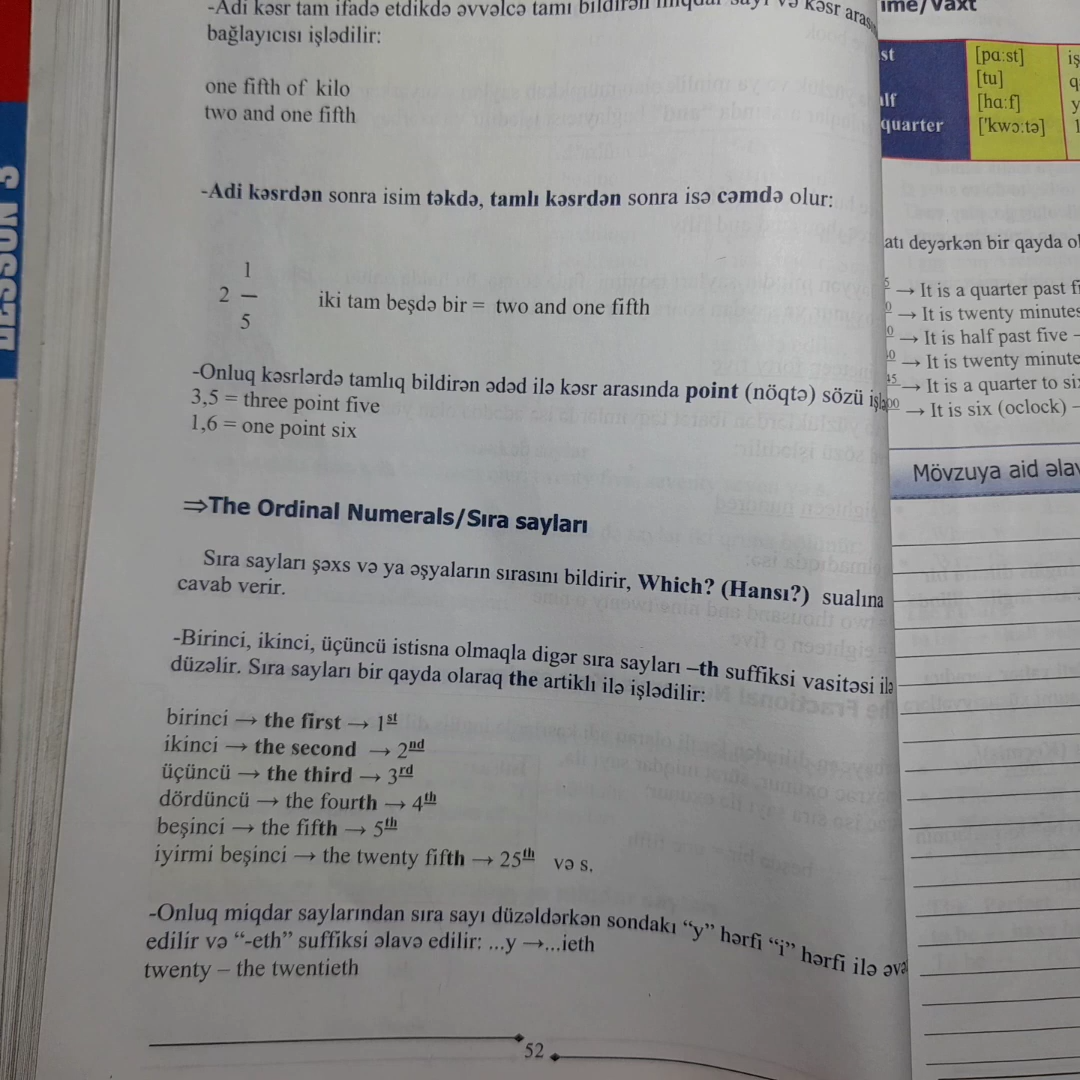 -Adi kəsr tam ifadə etdikdə əvvəlcə tamı bildirən miqdar sayı və kəsr
bağlayıcısı işlədilir:
one fifth of kilo
two and one fifth
-Adi kəsrdən sonra isim təkdə, tamlı kəsrdən sonra isə cəmdə olur:
2 1/5 iki tam beşdə bir = two and one fifth
-Onluq kəsrlərdə tamlıq bildirən ədəd ilə kəsr arasında point (nöqtə) sözü
3,5 = three point five
1,6 = one point six
⇒The Ordinal Numerals/Sıra sayları
Sıra sayları şəxs və ya əşyaların sırasını bildirir, Which? (Hansı?) sualına
cavab verir.
-Birinci, ikinci, üçüncü istisna olmaqla digər sıra sayları –th suffiksi vasitəsi ilə
düzəlir. Sıra sayları bir qayda olaraq the artiklı ilə işlədilir:
birinci → the first → 1st
ikinci → the second → 2nd
üçüncü → the third → 3rd
dördüncü → the fourth → 4th
beşinci → the fifth → 5th
iyirmi beşinci → the twenty fifth → 25th və s.
-Onluq miqdar saylarından sıra sayı düzəldərkən sondakı “y” hərfi “i” hərfi ilə
edilir və “-eth” suffiksi əlavə edilir: ...y →...ieth
twenty – the twentieth
52
LESSON 3
ime/Vaxt
st [pɑ:st]
[tu]
alf [hɑ:f]
quarter ['kwɔ:tə]
atı deyərkən bir qayda
→ It is a quarter past
→ It is twenty minutes
→ It is half past five -
→ It is twenty minute
45 → It is a quarter to
00 → It is six (oclock) -
Mövzuya aid